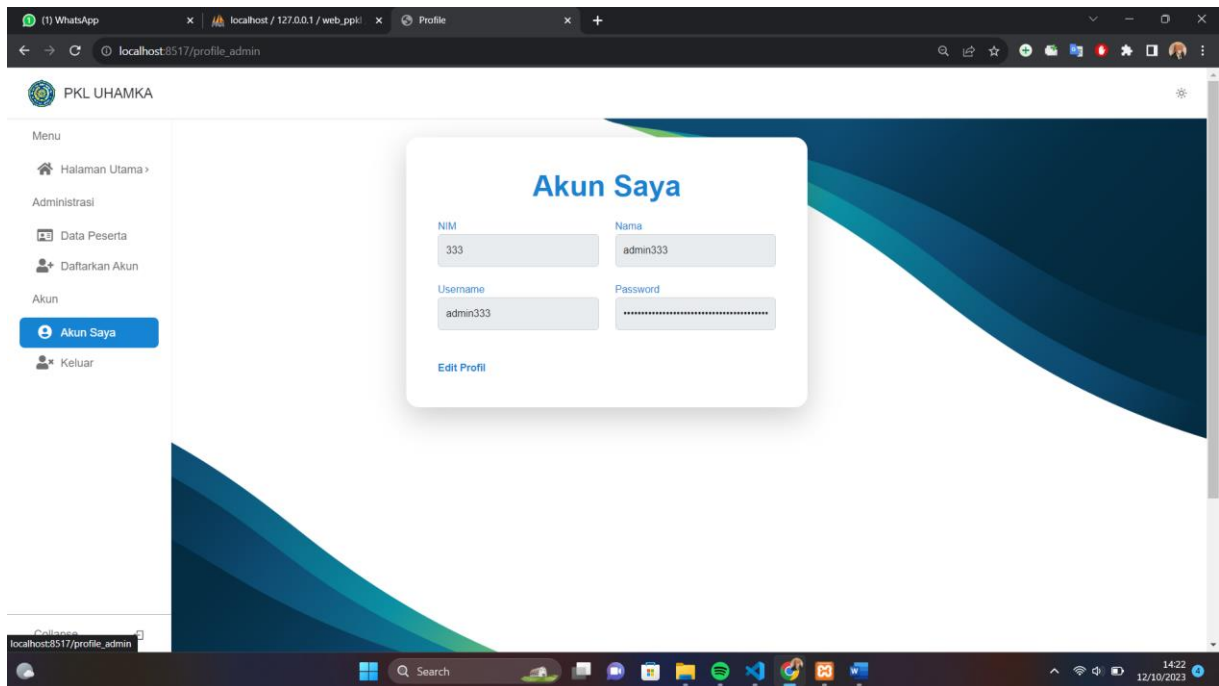 (1) WhatsApp
localhost / 127.0.0.1 / web_ppkl
Profile
localhost:8517/profile_admin
PKL UHAMKA
Menu
Halaman Utama
Administrasi
Data Peserta
Daftarkan Akun
Akun
Akun Saya
Keluar
Akun Saya
NIM
Nama
333
admin333
Username
Password
admin333
Edit Profil
Collapse
localhost:8517/profile_admin
Search
14:22
12/10/2023
4